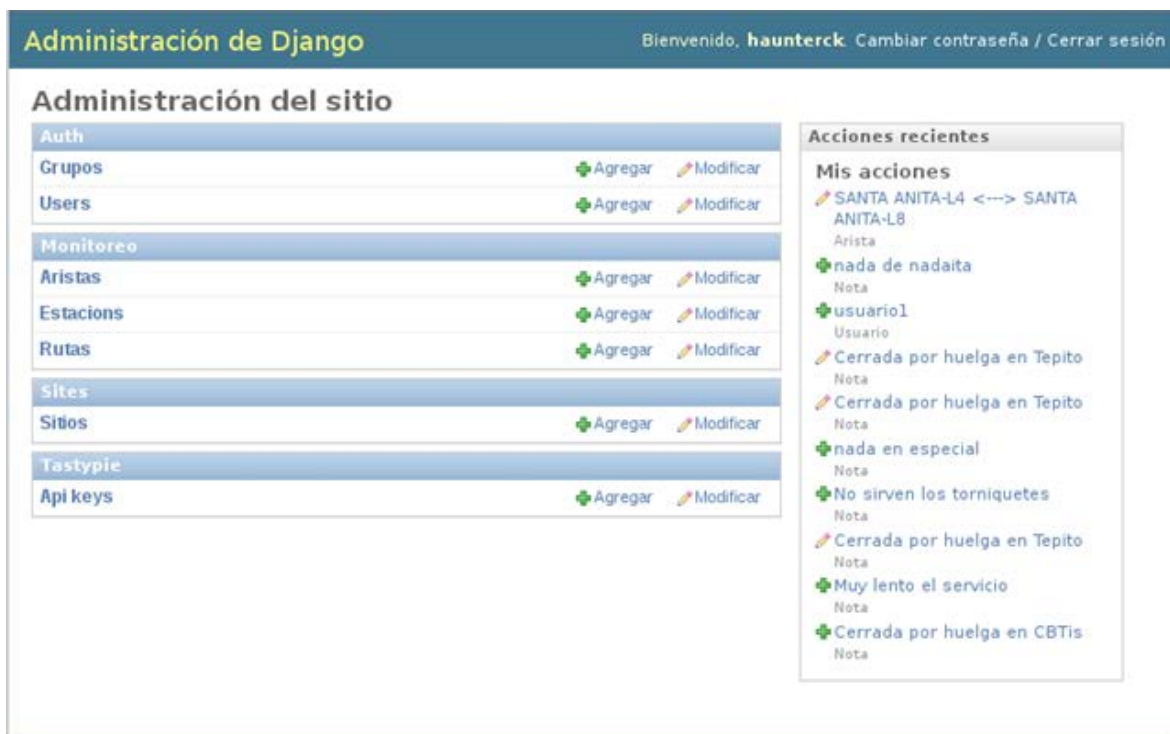 Administración de Django
Bienvenido, haunterck. Cambiar contraseña / Cerrar sesión
Administración del sitio
Auth
Grupos Agregar Modificar
Users Agregar Modificar
Monitoreo
Aristas Agregar Modificar
Estacions Agregar Modificar
Rutas Agregar Modificar
Sites
Sitios Agregar Modificar
Tastypie
Api keys Agregar Modificar
Acciones recientes
Mis acciones
SANTA ANITA-L4 <---> SANTA
ANITA-L8
Arista
nada de nadaita
Nota
usuario1
Usuario
Cerrada por huelga en Tepito
Nota
Cerrada por huelga en Tepito
Nota
nada en especial
Nota
No sirven los torniquetes
Nota
Cerrada por huelga en Tepito
Nota
Muy lento el servicio
Nota
Cerrada por huelga en CBTis
Nota